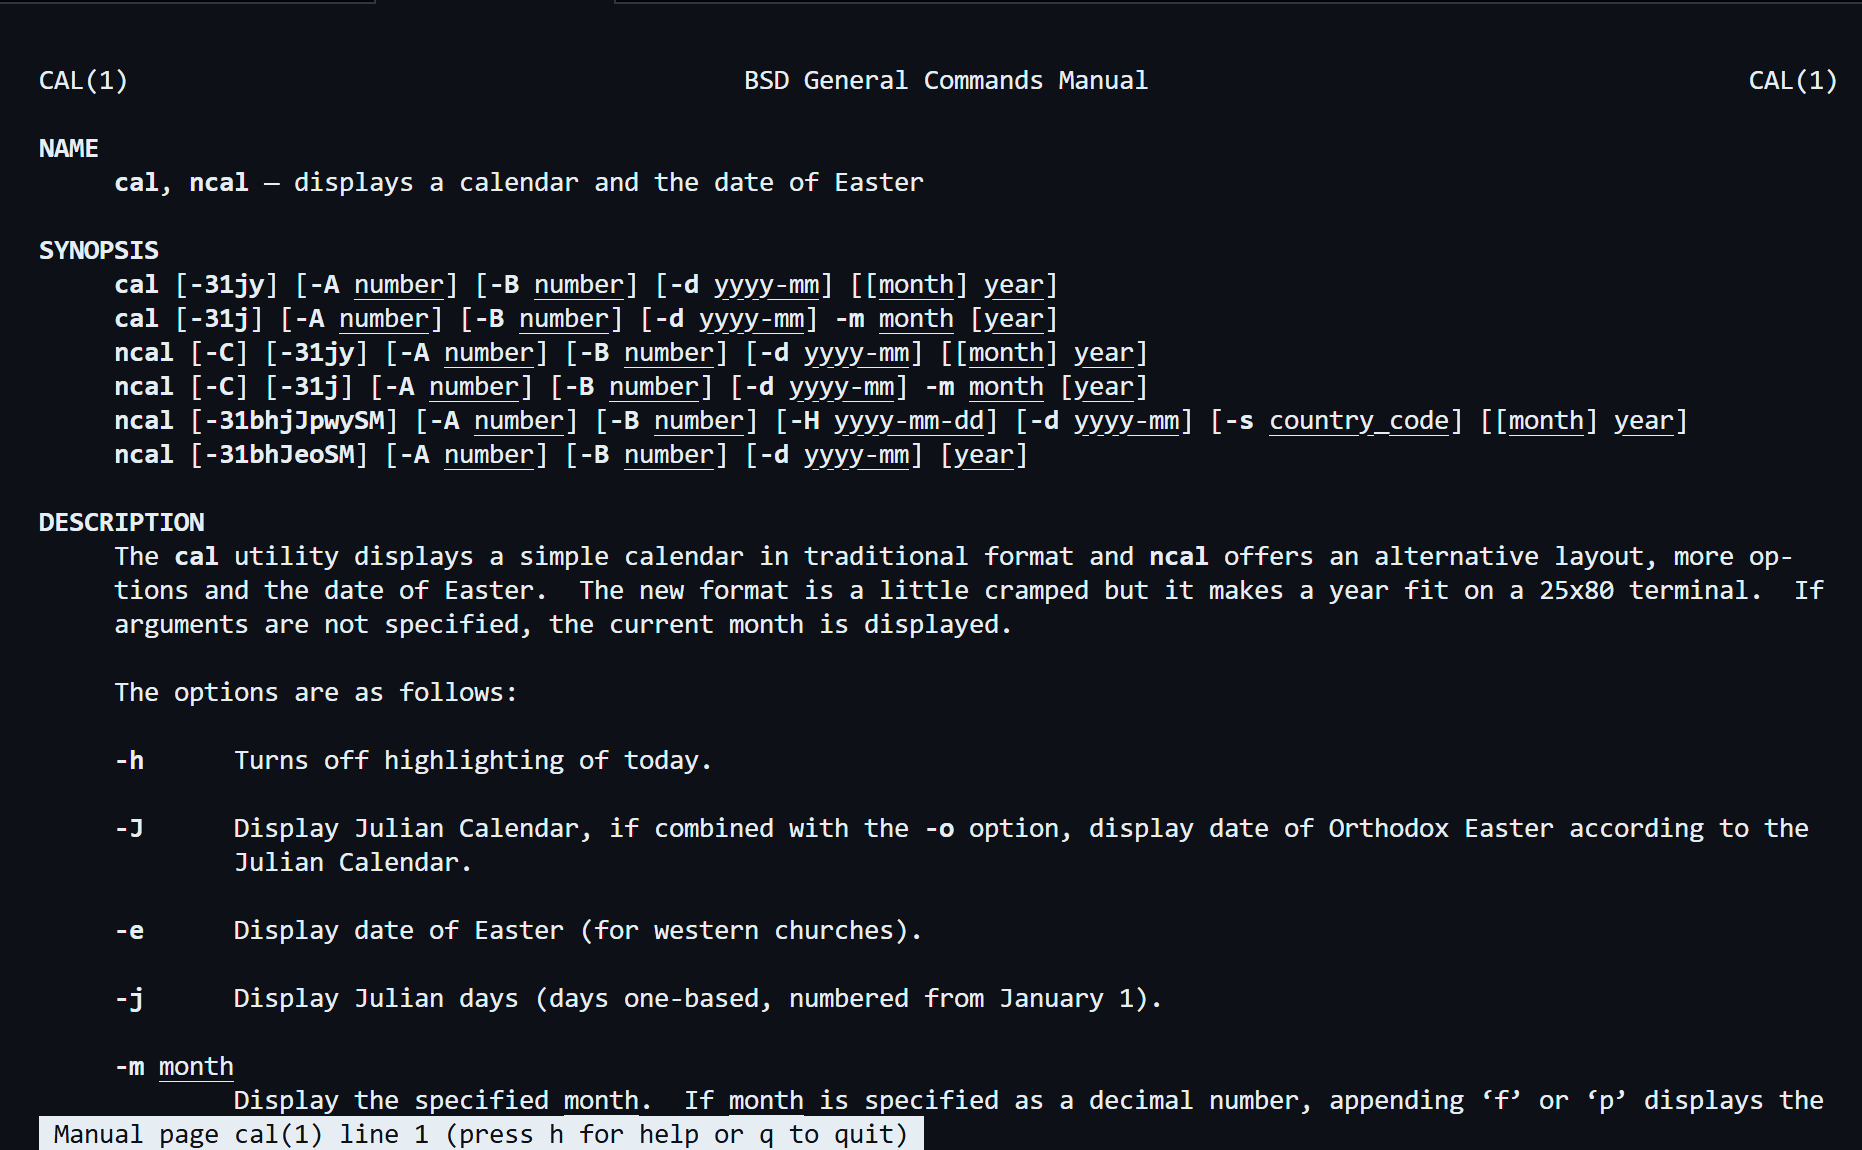 CAL(1) BSD General Commands Manual CAL(1)
NAME
cal, ncal — displays a calendar and the date of Easter
SYNOPSIS
cal [-31jy] [-A number] [-B number] [-d yyyy-mm] [[month] year]
cal [-31j] [-A number] [-B number] [-d yyyy-mm] -m month [year]
ncal [-C] [-31jy] [-A number] [-B number] [-d yyyy-mm] [[month] year]
ncal [-C] [-31j] [-A number] [-B number] [-d yyyy-mm] -m month [year]
ncal [-31bhjJpwySM] [-A number] [-B number] [-H yyyy-mm-dd] [-d yyyy-mm] [-s country_code] [[month] year]
ncal [-31bhJeoSM] [-A number] [-B number] [-d yyyy-mm] [year]
DESCRIPTION
The cal utility displays a simple calendar in traditional format and ncal offers an alternative layout, more op-
tions and the date of Easter.  The new format is a little cramped but it makes a year fit on a 25x80 terminal.  If
arguments are not specified, the current month is displayed.
The options are as follows:
-h Turns off highlighting of today.
-J Display Julian Calendar, if combined with the -o option, display date of Orthodox Easter according to the
Julian Calendar.
-e Display date of Easter (for western churches).
-j Display Julian days (days one-based, numbered from January 1).
-m month
Display the specified month.  If month is specified as a decimal number, appending ‘f’ or ‘p’ displays the
Manual page cal(1) line 1 (press h for help or q to quit)